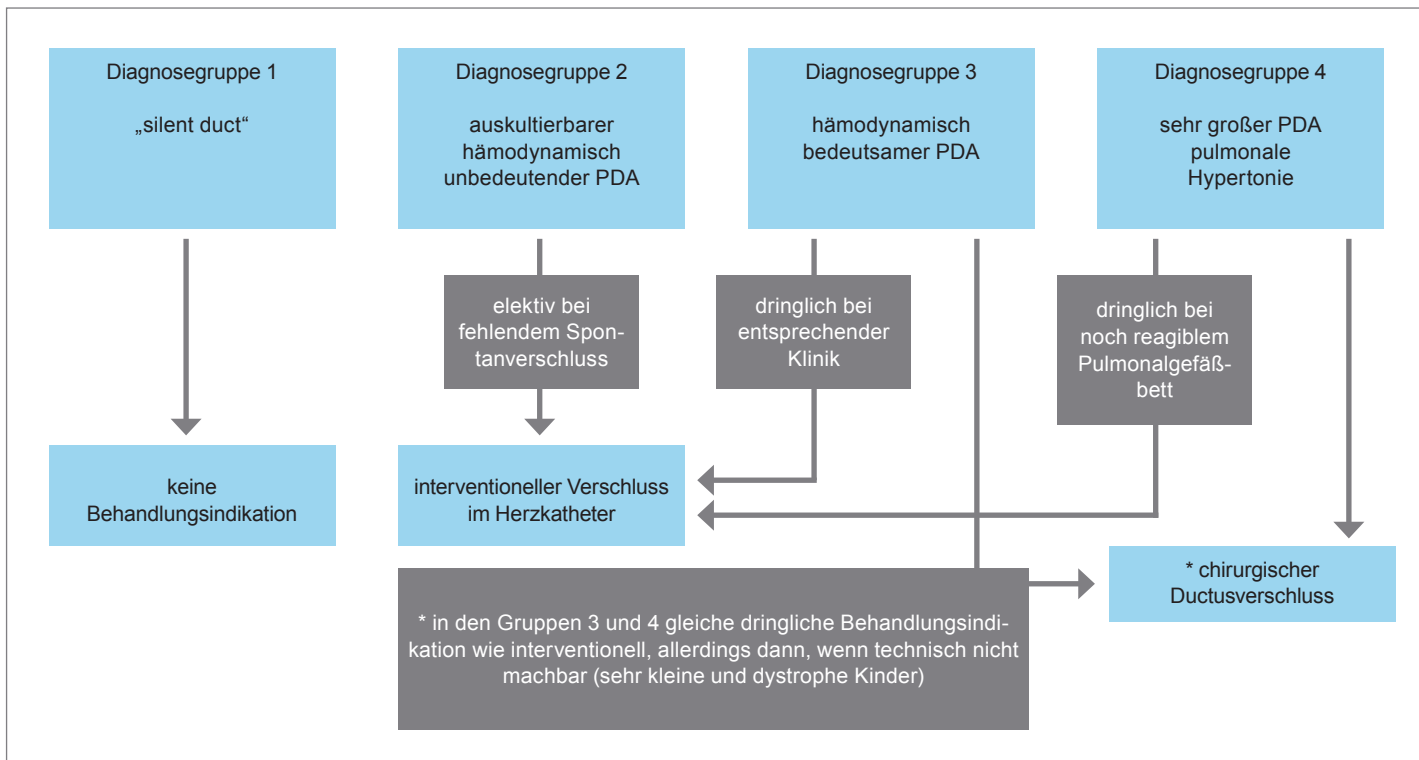 Diagnosegruppe 1
„silent duct“
Diagnosegruppe 2
auskultierbarer
hämodynamisch
unbedeutender PDA
Diagnosegruppe 3
hämodynamisch
bedeutsamer PDA
Diagnosegruppe 4
sehr großer PDA
pulmonale
Hypertonie
elektiv bei
fehlendem Spon-
tanverschluss
dringlich bei
entsprechender
Klinik
dringlich bei
noch reagiblem
Pulmonalgefäß-
bett
keine
Behandlungsindikation
interventioneller Verschluss
im Herzkatheter
* chirurgischer
Ductusverschluss
* in den Gruppen 3 und 4 gleiche dringliche Behandlungsindi-
kation wie interventionell, allerdings dann, wenn technisch nicht
machbar (sehr kleine und dystrophe Kinder)